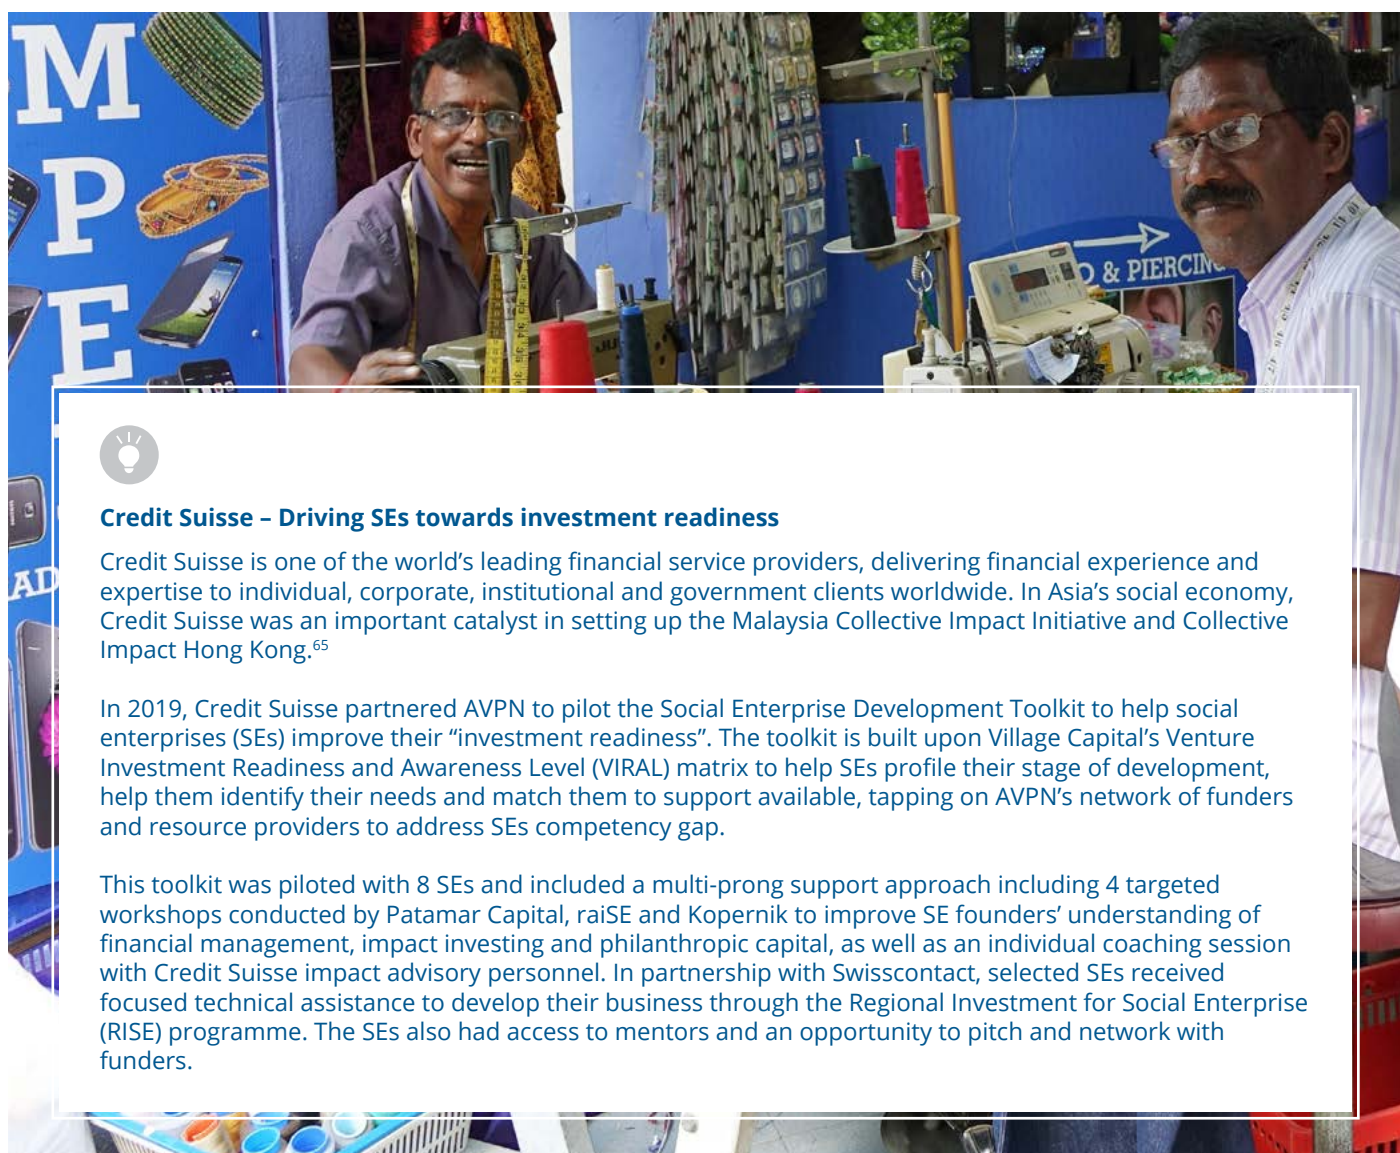 M
P
E
& PIERCING
AD
Credit Suisse – Driving SEs towards investment readiness
Credit Suisse is one of the world’s leading financial service providers, delivering financial experience and
expertise to individual, corporate, institutional and government clients worldwide. In Asia’s social economy,
Credit Suisse was an important catalyst in setting up the Malaysia Collective Impact Initiative and Collective
Impact Hong Kong.65
In 2019, Credit Suisse partnered AVPN to pilot the Social Enterprise Development Toolkit to help social
enterprises (SEs) improve their “investment readiness”. The toolkit is built upon Village Capital’s Venture
Investment Readiness and Awareness Level (VIRAL) matrix to help SEs profile their stage of development,
help them identify their needs and match them to support available, tapping on AVPN’s network of funders
and resource providers to address SEs competency gap.
This toolkit was piloted with 8 SEs and included a multi-prong support approach including 4 targeted
workshops conducted by Patamar Capital, raiSE and Kopernik to improve SE founders’ understanding of
financial management, impact investing and philanthropic capital, as well as an individual coaching session
with Credit Suisse impact advisory personnel. In partnership with Swisscontact, selected SEs received
focused technical assistance to develop their business through the Regional Investment for Social Enterprise
(RISE) programme. The SEs also had access to mentors and an opportunity to pitch and network with
funders.